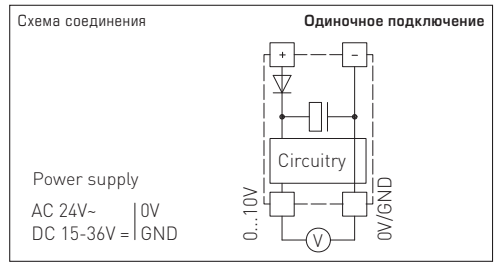 Схема соединения
Одиночное подключение
+ −
Circuitry
Power supply
AC 24V~ | 0V
DC 15-36V = | GND
0...10V
0V/GND
V